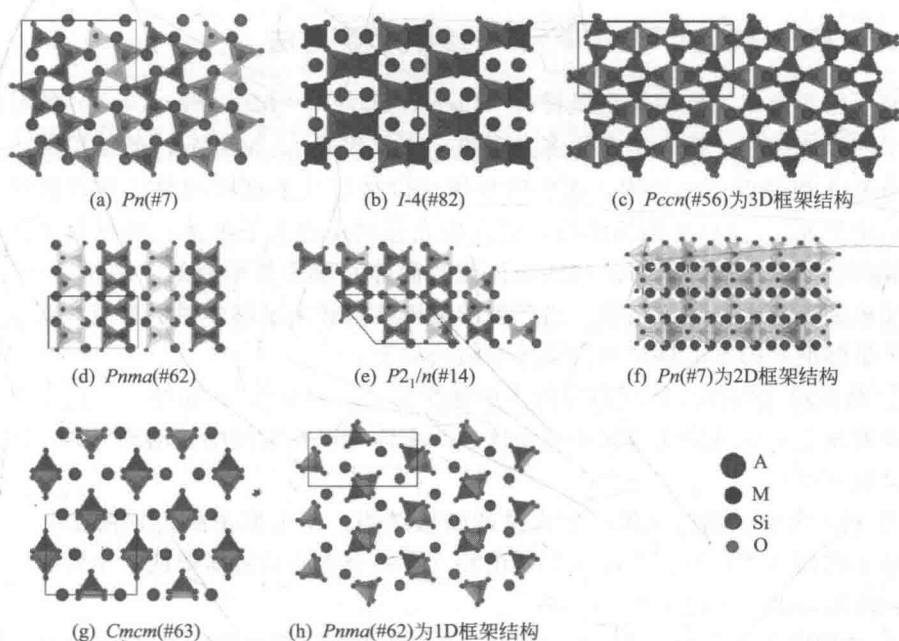 (a) Pn(#7)
(b) I-4(#82)
(c) Pccn(#56)为3D框架结构
(d) Pnma(#62)
(e) P2₁/n(#14)
(f) Pn(#7)为2D框架结构
A
M
Si
O
(g) Cmcm(#63)
(h) Pnma(#62)为1D框架结构